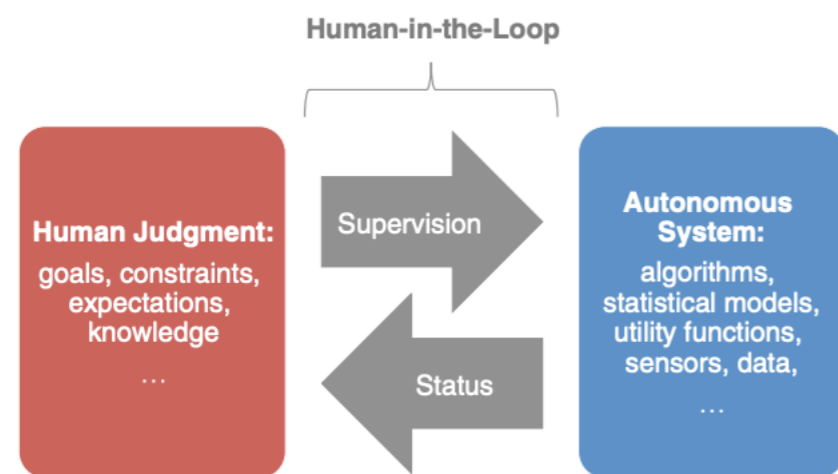 Human-in-the-Loop
Human Judgment:
goals, constraints,
expectations,
knowledge
...
Supervision
Status
Autonomous
System:
algorithms,
statistical models,
utility functions,
sensors, data,
...